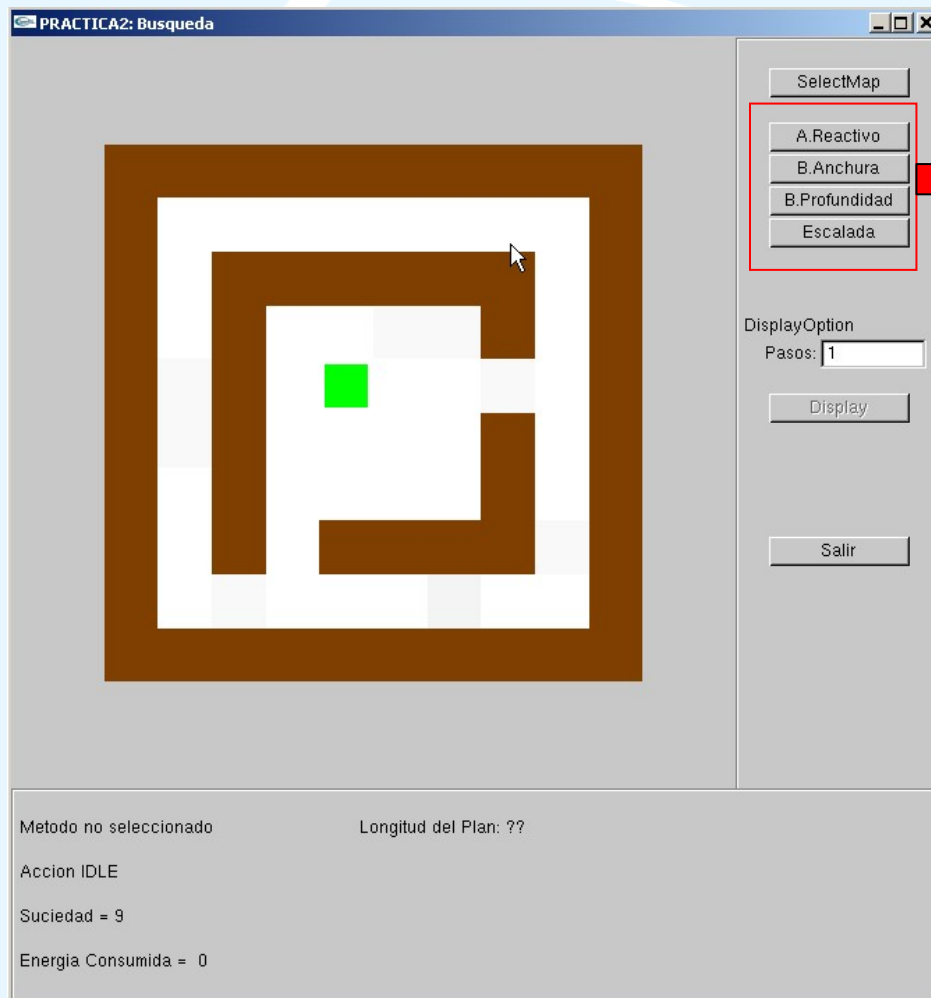 PRACTICA2: Busqueda
SelectMap
A.Reactivo
B.Anchura
B.Profundidad
Escalada
DisplayOption
Pasos: 1
Display
Salir
Metodo no seleccionado Longitud del Plan: ??
Accion IDLE
Suciedad = 9
Energia Consumida = 0